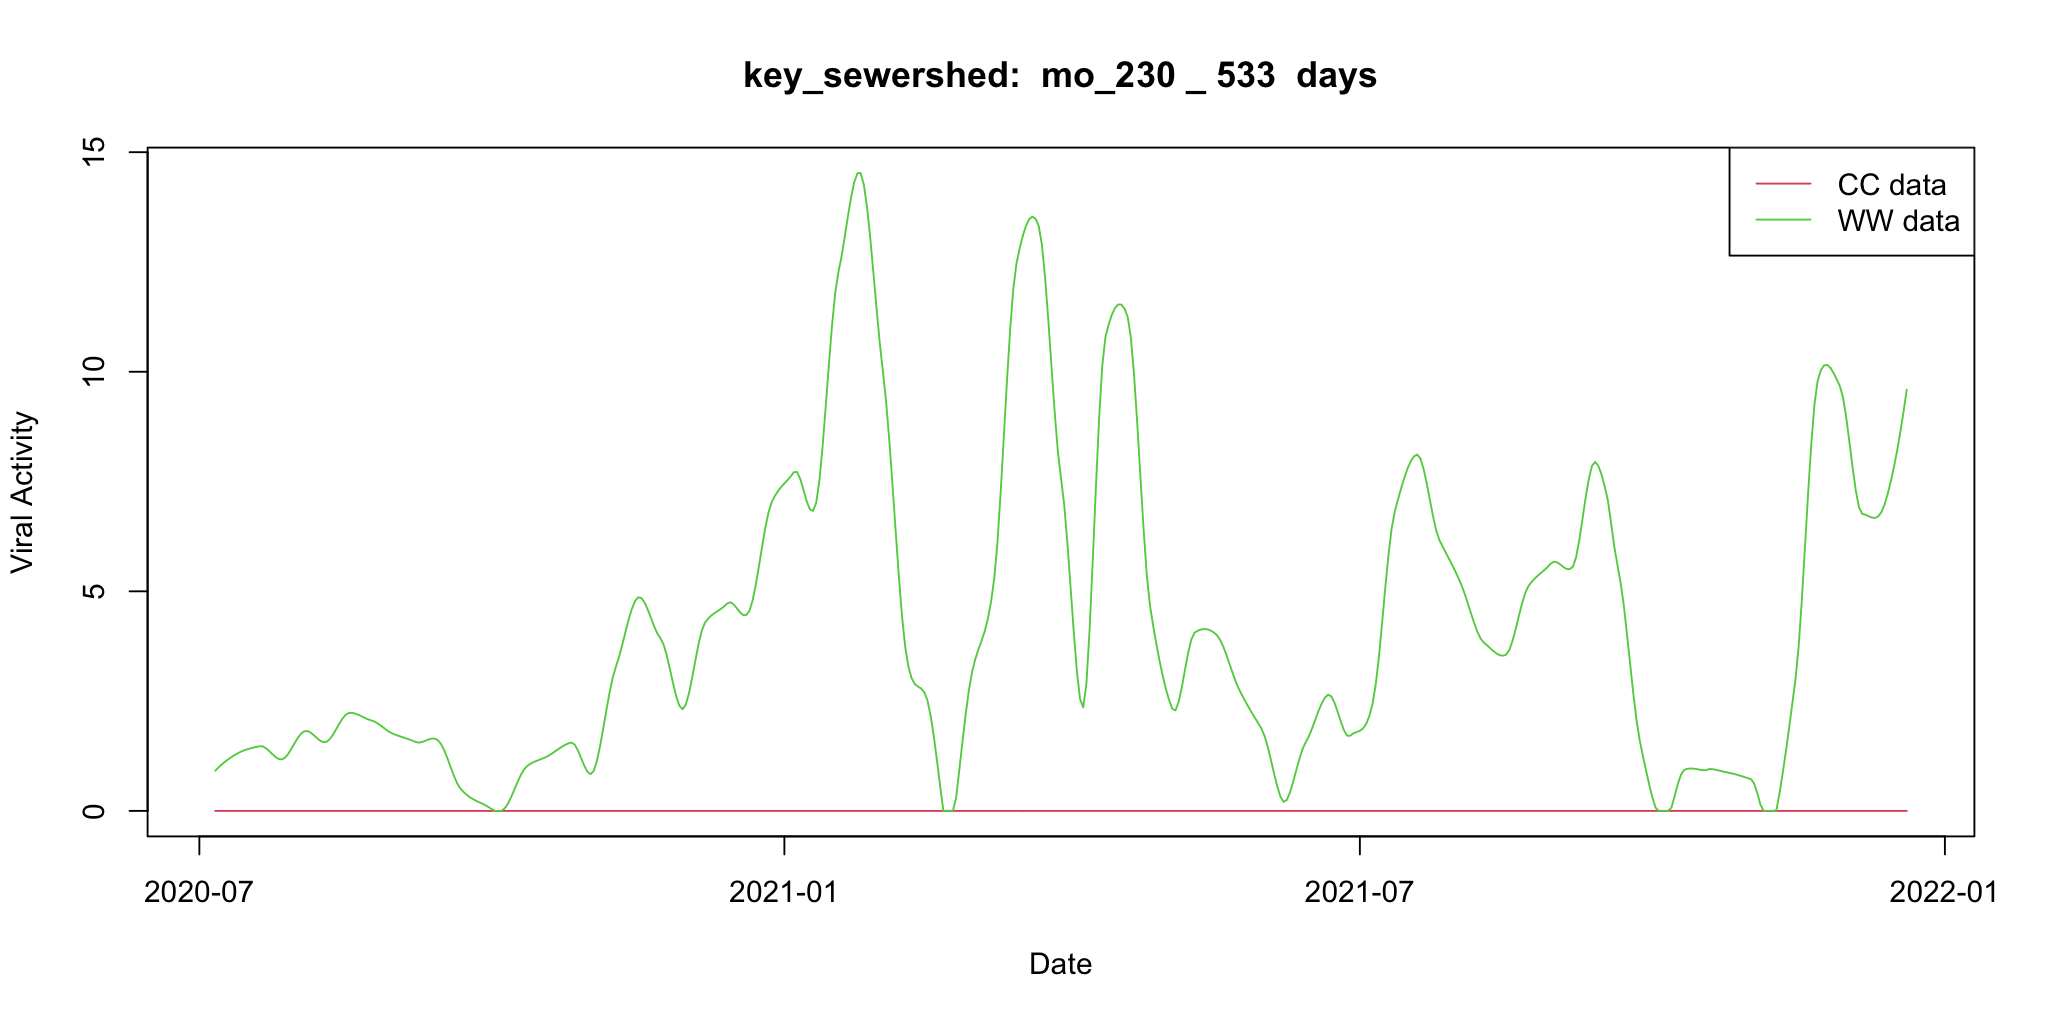 key_sewershed:  mo_230 _ 533  days
CC data
WW data
15
10
5
0
Viral Activity
2020-07
2021-01
2021-07
2022-01
Date